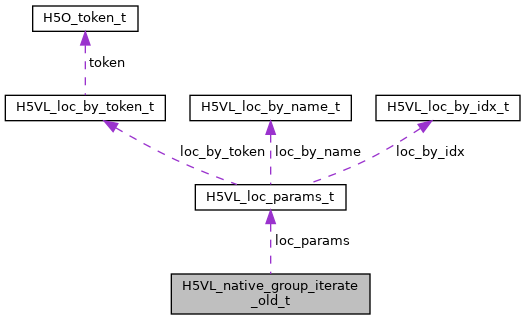 H5O_token_t
token
H5VL_loc_by_token_t
H5VL_loc_by_name_t
H5VL_loc_by_idx_t
loc_by_token
loc_by_name
loc_by_idx
H5VL_loc_params_t
loc_params
H5VL_native_group_iterate
_old_t